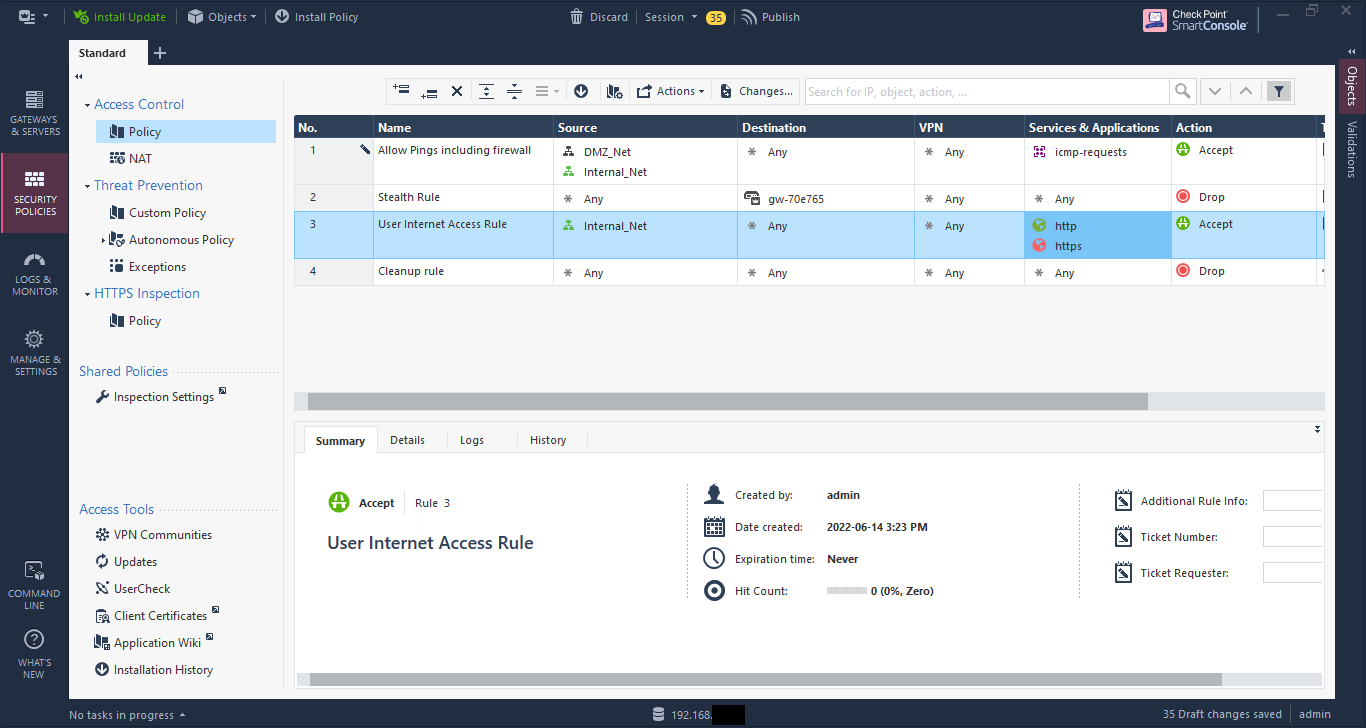 Install Update Objects Install Policy Discard Session 35 Publish Check Point SmartConsole
Standard
GATEWAYS & SERVERS
SECURITY POLICIES
LOGS & MONITOR
MANAGE & SETTINGS
COMMAND LINE
WHAT'S NEW
Access Control
Policy
NAT
Threat Prevention
Custom Policy
Autonomous Policy
Exceptions
HTTPS Inspection
Policy
Shared Policies
Inspection Settings
Access Tools
VPN Communities
Updates
UserCheck
Client Certificates
Application Wiki
Installation History
Actions Changes... Search for IP, object, action, ...
No. Name Source Destination VPN Services & Applications Action
1 Allow Pings including firewall DMZ_Net * Any * Any icmp-requests Accept
Internal_Net
2 Stealth Rule * Any gw-70e765 * Any * Any Drop
3 User Internet Access Rule Internal_Net * Any * Any http Accept
https
4 Cleanup rule * Any * Any * Any * Any Drop
Summary Details Logs History
Accept Rule 3
User Internet Access Rule
Created by: admin
Date created: 2022-06-14 3:23 PM
Expiration time: Never
Hit Count: 0 (0%, Zero)
Additional Rule Info:
Ticket Number:
Ticket Requester:
Objects
Validations
No tasks in progress 192.168. 35 Draft changes saved admin